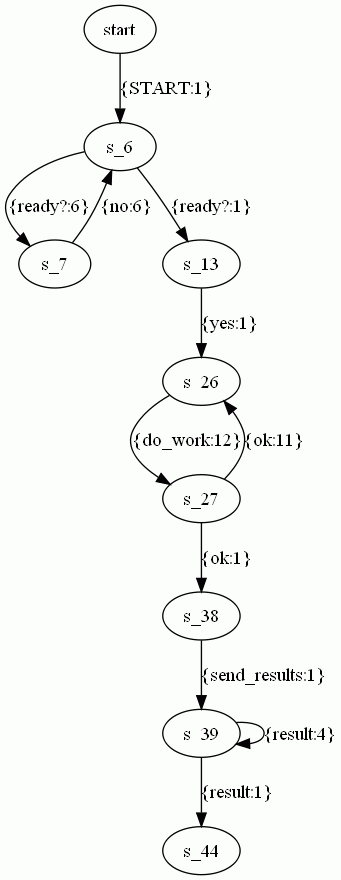 start
{START:1}
s_6
{ready?:6} {no:6} {ready?:1}
s_7 s_13
{yes:1}
s_26
{do_work:12} {ok:11}
s_27
{ok:1}
s_38
{send_results:1}
s_39
{result:4}
{result:1}
s_44